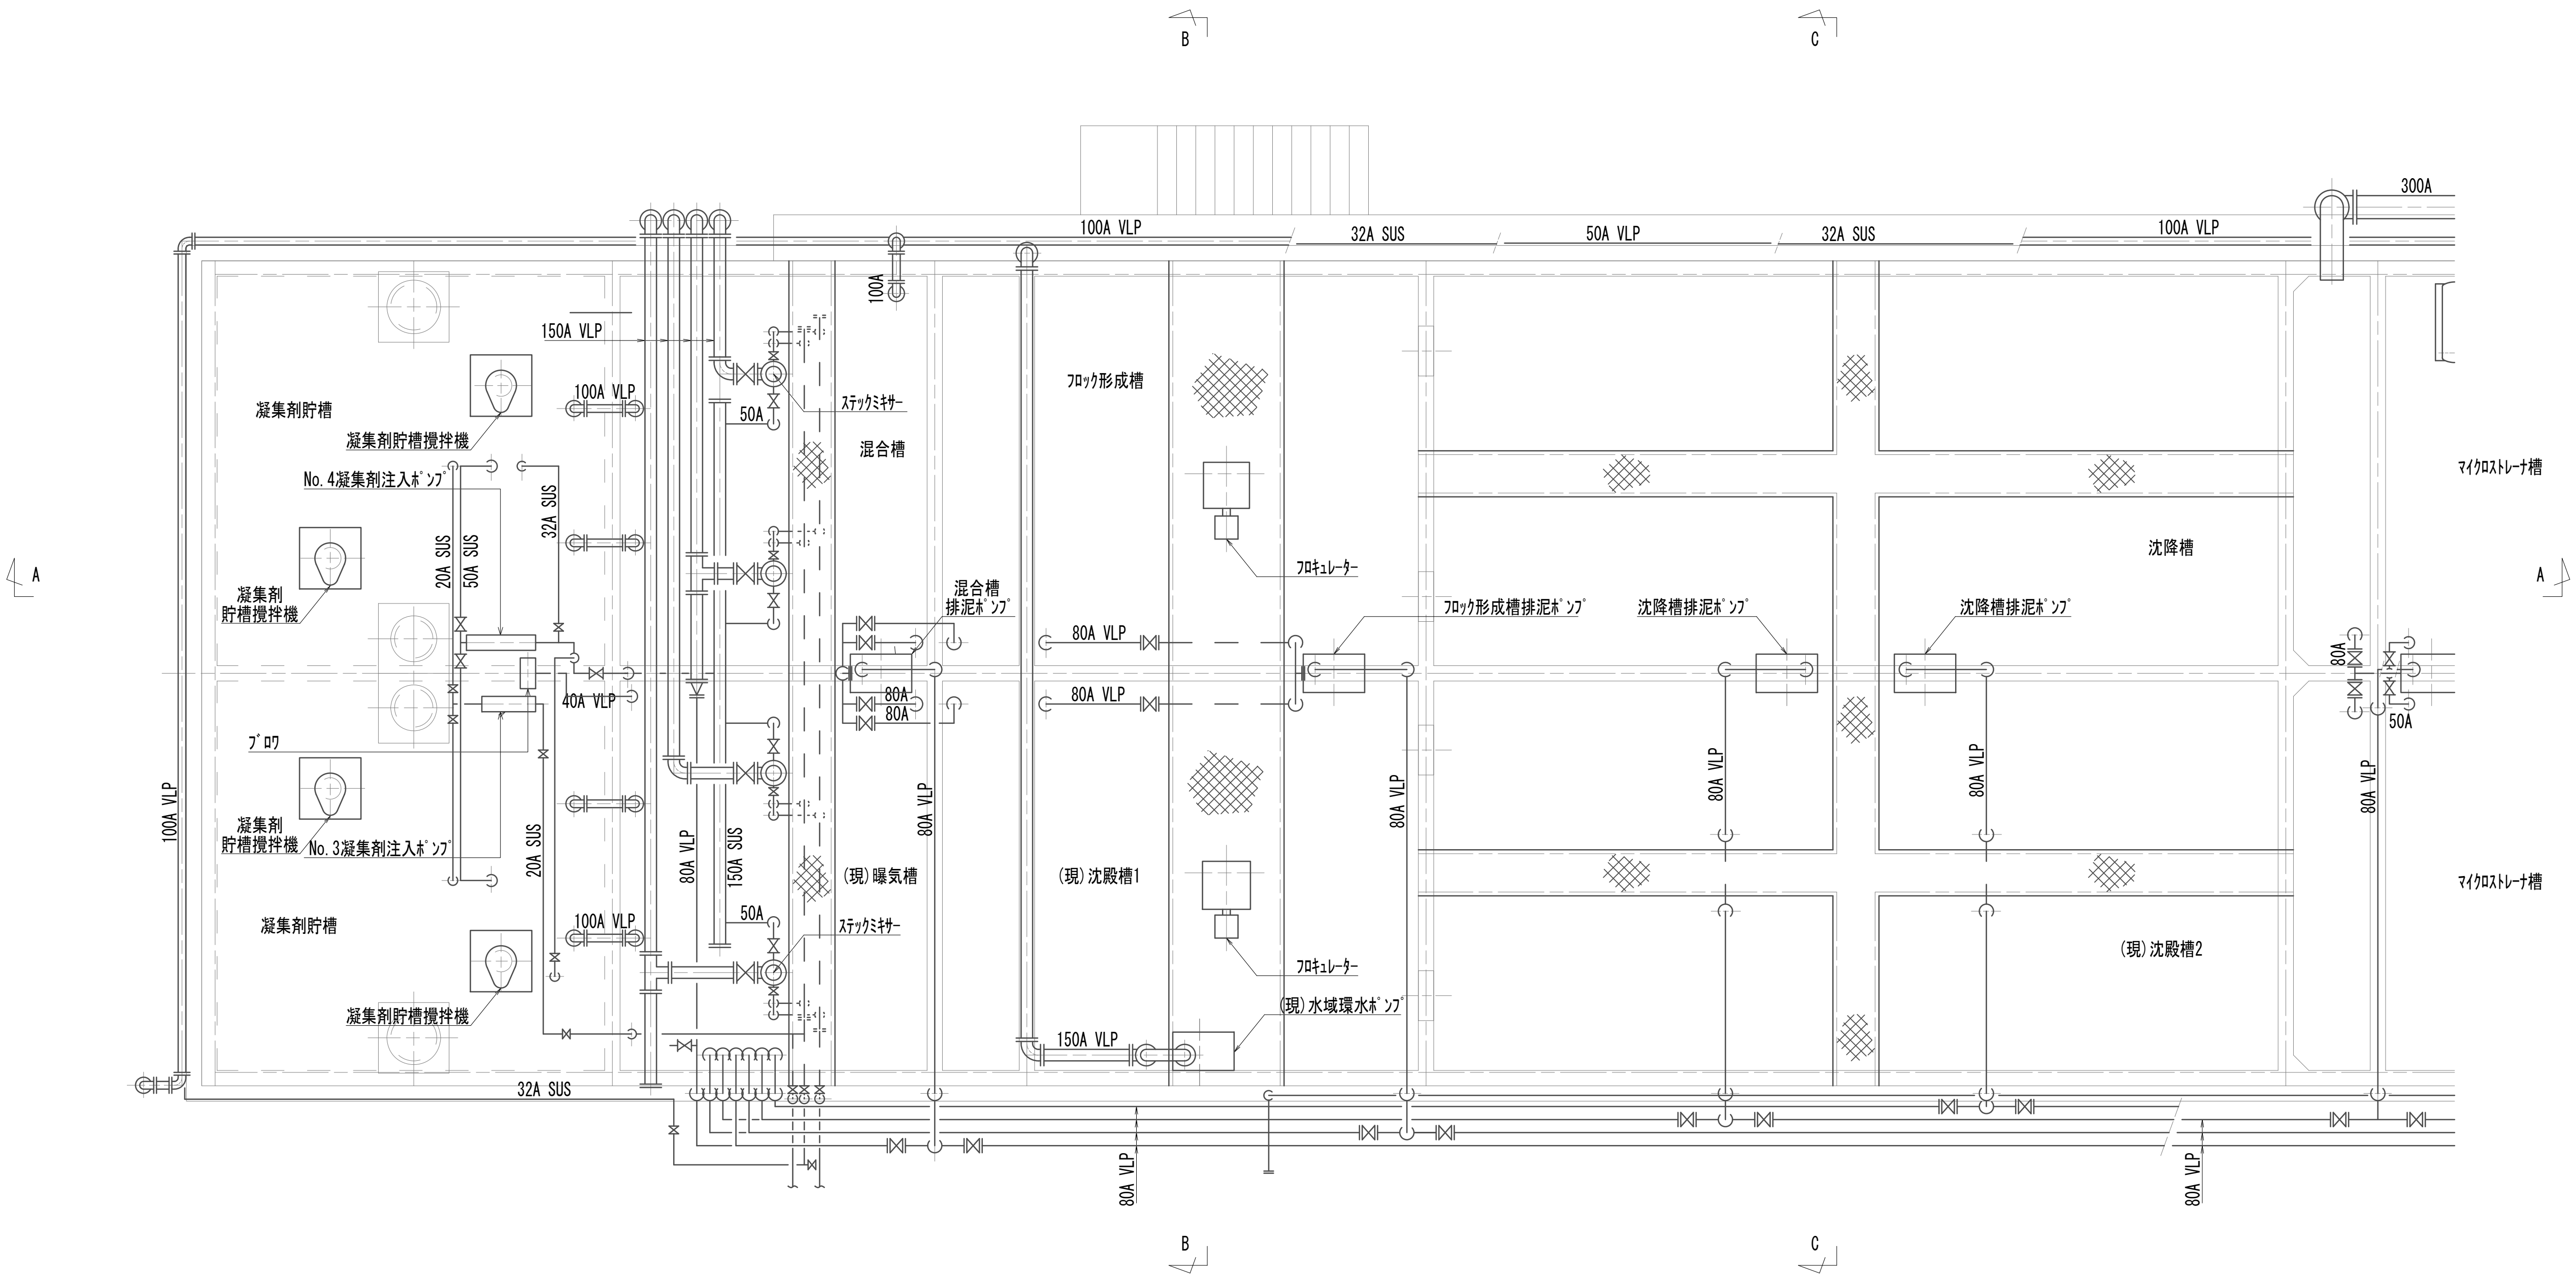 B
C
300A
100A VLP
32A SUS
50A VLP
32A SUS
100A VLP
100A
150A VLP
フロック形成槽
100A VLP
ステックミキサー
50A
凝集剤貯槽
凝集剤貯槽攪拌機
混合槽
No.4凝集剤注入ポンプ
マイクロストレーナ槽
32A SUS
20A SUS
50A SUS
沈降槽
A
フロキュレーター
A
凝集剤
貯槽攪拌機
混合槽
排泥ポンプ
フロック形成槽排泥ポンプ
沈降槽排泥ポンプ
沈降槽排泥ポンプ
80A VLP
80A
80A VLP
80A
80A
40A VLP
50A
ブロワ
80A VLP
80A VLP
80A VLP
80A VLP
80A VLP
100A VLP
凝集剤
貯槽攪拌機
No.3凝集剤注入ポンプ
20A SUS
80A VLP
150A SUS
(現)曝気槽
(現)沈殿槽1
マイクロストレーナ槽
100A VLP
50A
凝集剤貯槽
ステックミキサー
(現)沈殿槽2
フロキュレーター
凝集剤貯槽攪拌機
(現)水域環水ポンプ
150A VLP
32A SUS
80A VLP
80A VLP
B
C